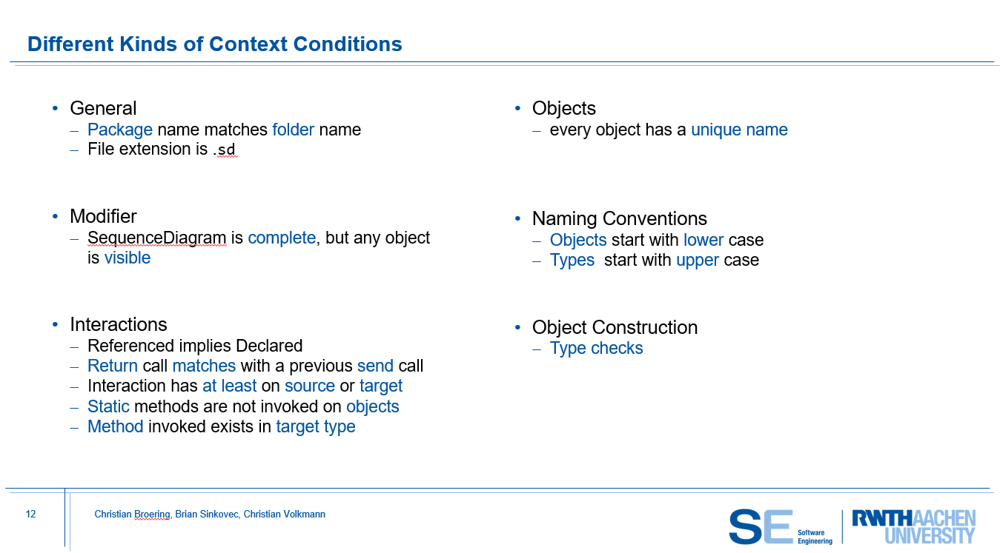 Different Kinds of Context Conditions
• General
– Package name matches folder name
– File extension is .sd
• Modifier
– SequenceDiagram is complete, but any object
is visible
• Interactions
– Referenced implies Declared
– Return call matches with a previous send call
– Interaction has at least on source or target
– Static methods are not invoked on objects
– Method invoked exists in target type
• Objects
– every object has a unique name
• Naming Conventions
– Objects start with lower case
– Types  start with upper case
• Object Construction
– Type checks
12
Christian Broering, Brian Sinkovec, Christian Volkmann
SE Software
Engineering
RWTHAACHEN
UNIVERSITY